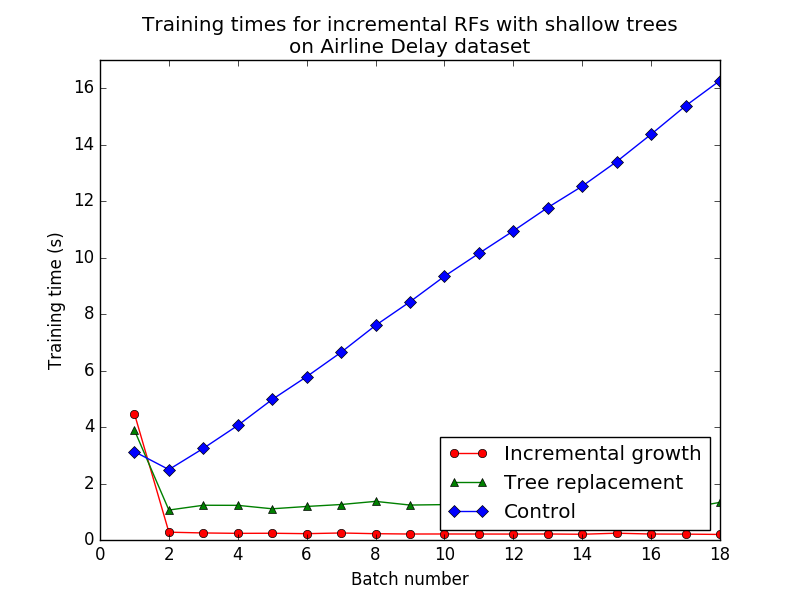 Training times for incremental RFs with shallow trees
on Airline Delay dataset
Training time (s)
16
14
12
10
8
6
4
2
0
Incremental growth
Tree replacement
Control
0 2 4 6 8 10 12 14 16 18
Batch number